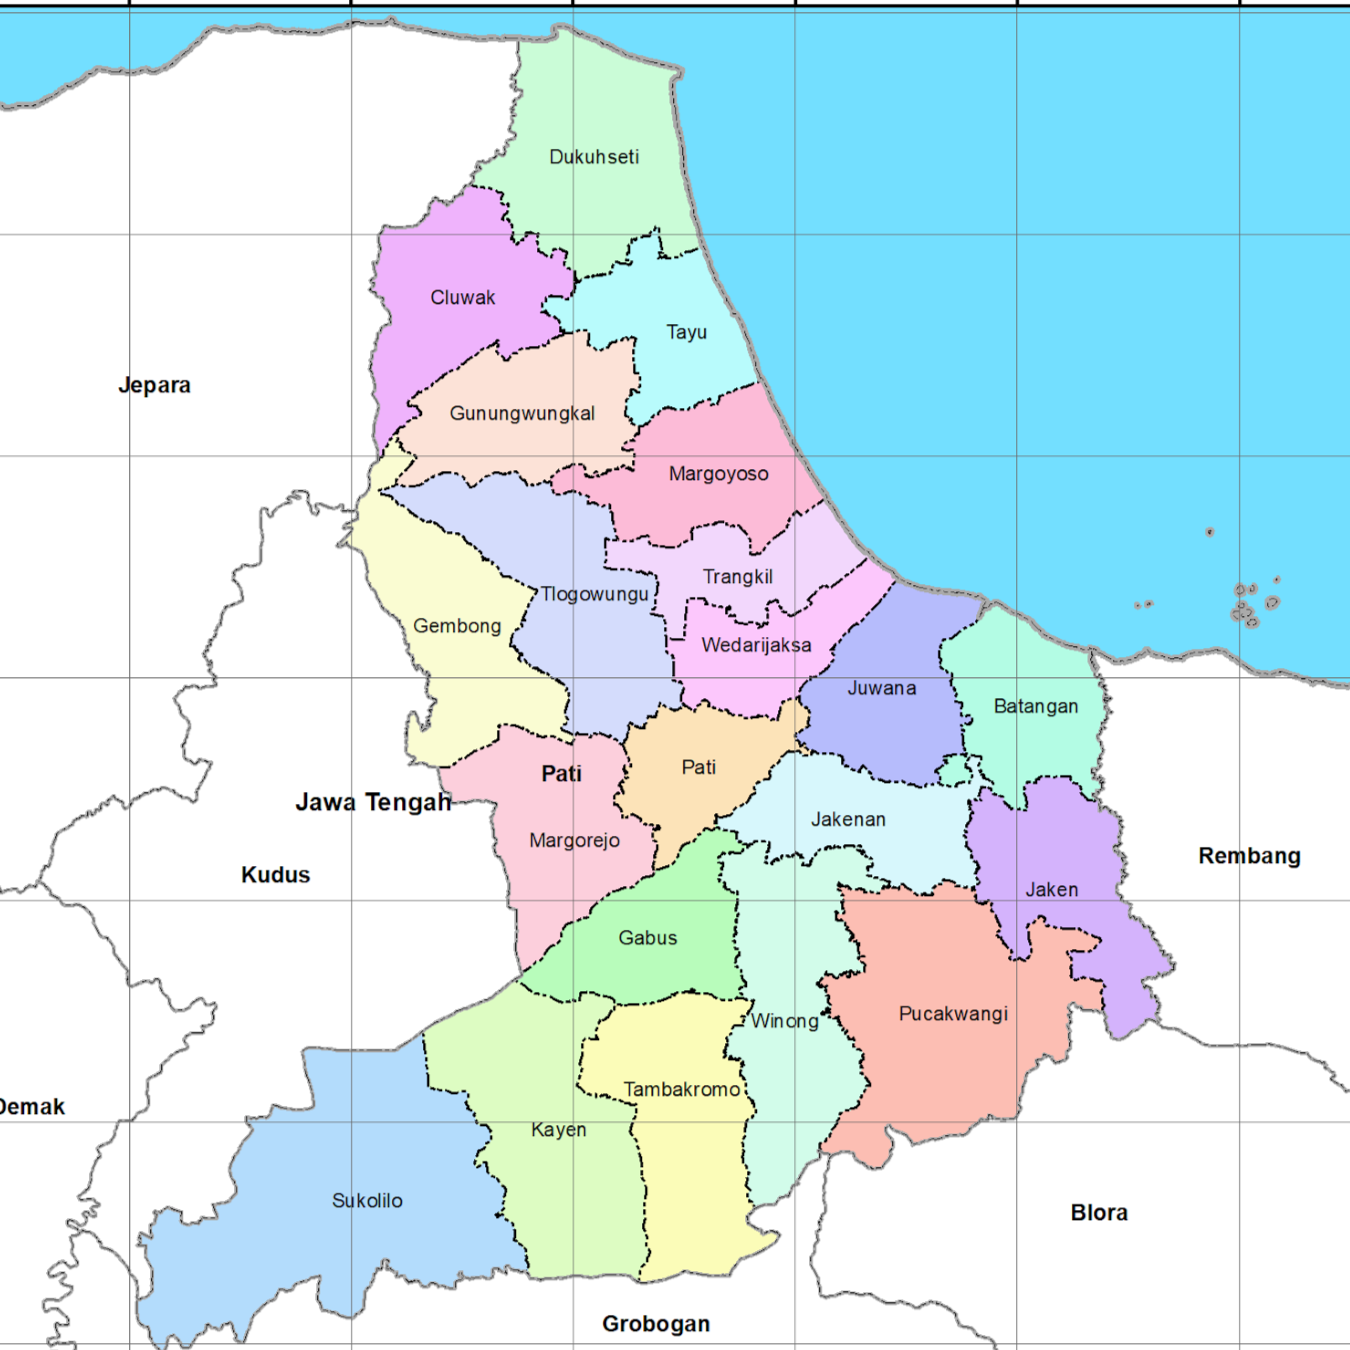 Dukuhseti
Cluwak
Tayu
Jepara
Gunungwungkal
Margoyoso
Trangkil
Tlogowungu
Gembong
Wedarijaksa
Juwana
Batangan
Pati
Pati
Jawa Tengah
Jakenan
Margorejo
Rembang
Kudus
Jaken
Gabus
Pucakwangi
Winong
Tambakromo
Demak
Kayen
Sukolilo
Blora
Grobogan